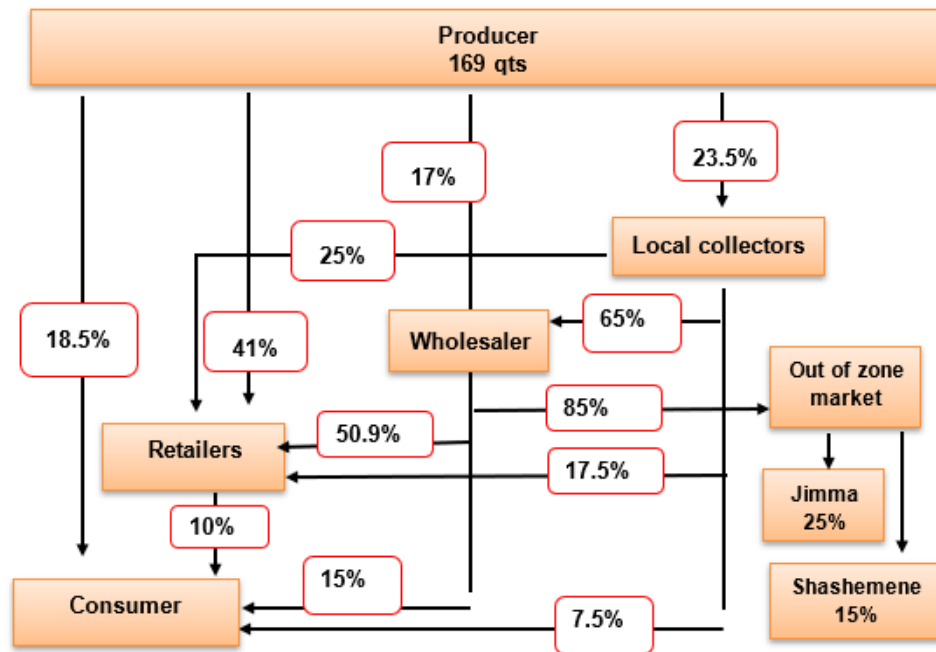 Producer
169 qts
23.5%
17%
Local collectors
25%
65%
18.5%
41%
Wholesaler
Out of zone
market
85%
50.9%
Retailers
17.5%
Jimma
25%
10%
15%
Consumer
Shashemene
15%
7.5%